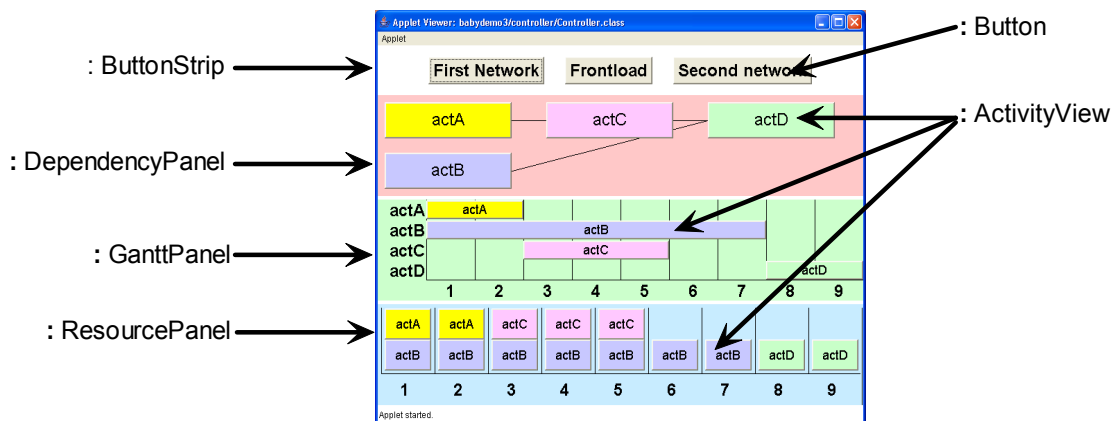 Applet Viewer: babydemo3/controller/Controller.class
Applet
: ButtonStrip
First Network Frontload Second network
: Button
actA actC actD
: ActivityView
: DependencyPanel
actB
actA actA
actB actB
: GanttPanel
actC actC
actD actD
1 2 3 4 5 6 7 8 9
: ResourcePanel
actA actA actC actC actC
actB actB actB actB actB actB actB actD actD
1 2 3 4 5 6 7 8 9
Applet started.